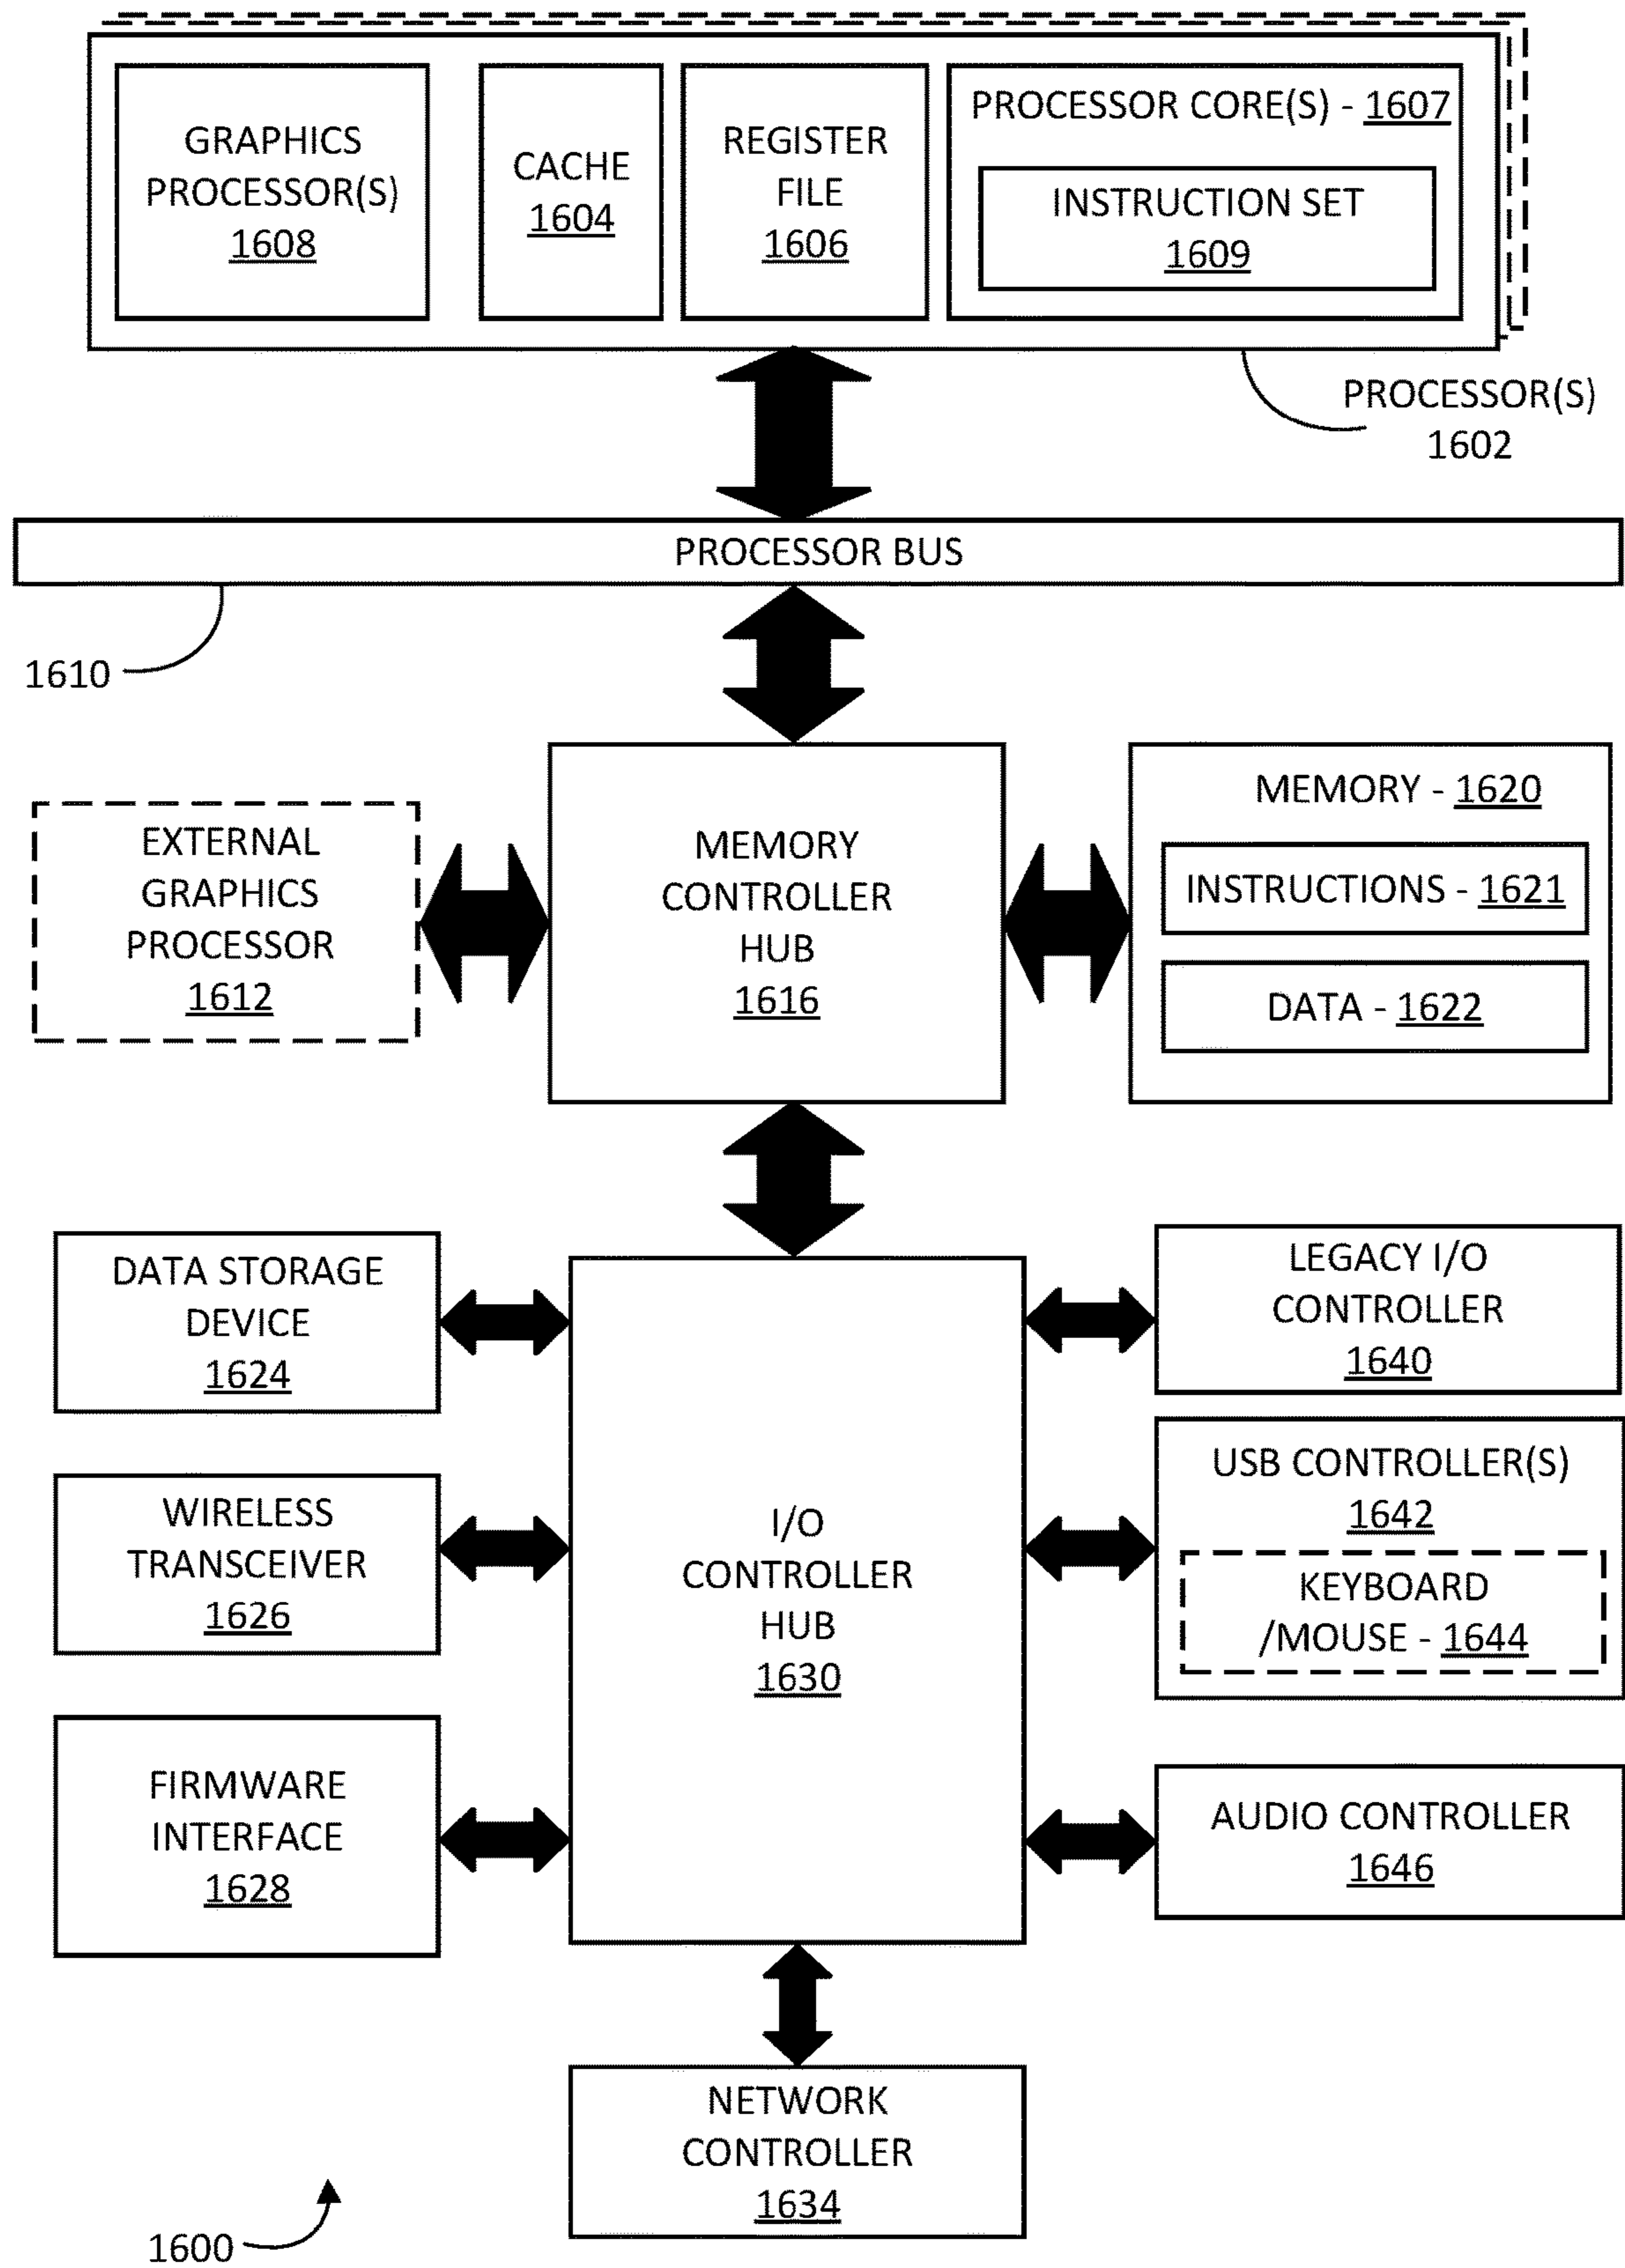 GRAPHICS
PROCESSOR(S)
1608
CACHE
1604
REGISTER
FILE
1606
PROCESSOR CORE(S) - 1607
INSTRUCTION SET
1609
PROCESSOR(S)
1602
PROCESSOR BUS
1610
EXTERNAL
GRAPHICS
PROCESSOR
1612
MEMORY
CONTROLLER
HUB
1616
MEMORY - 1620
INSTRUCTIONS - 1621
DATA - 1622
DATA STORAGE
DEVICE
1624
WIRELESS
TRANSCEIVER
1626
FIRMWARE
INTERFACE
1628
I/O
CONTROLLER
HUB
1630
LEGACY I/O
CONTROLLER
1640
USB CONTROLLER(S)
1642
KEYBOARD
/MOUSE - 1644
AUDIO CONTROLLER
1646
NETWORK
CONTROLLER
1634
1600